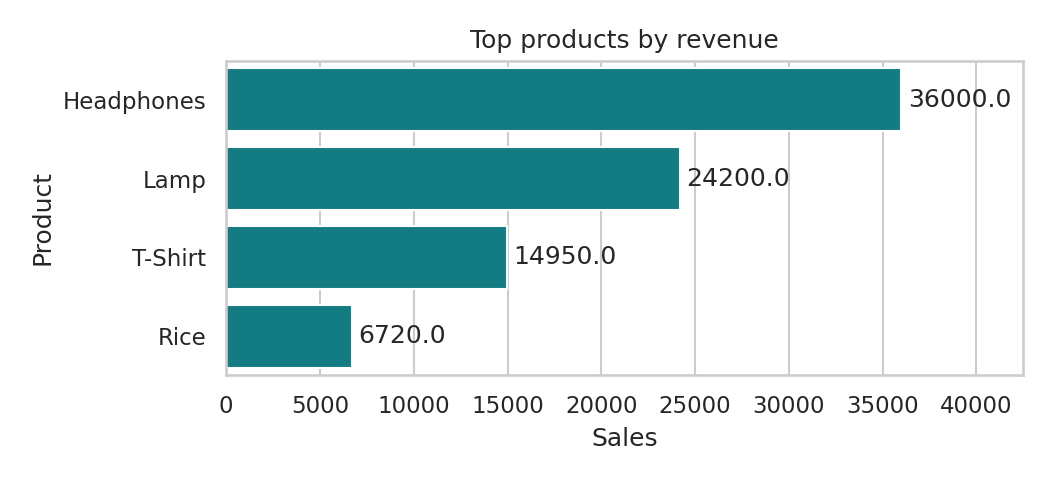 Top products by revenue
Product
Headphones
36000.0
Lamp
24200.0
T-Shirt
14950.0
Rice
6720.0
0 5000 10000 15000 20000 25000 30000 35000 40000
Sales